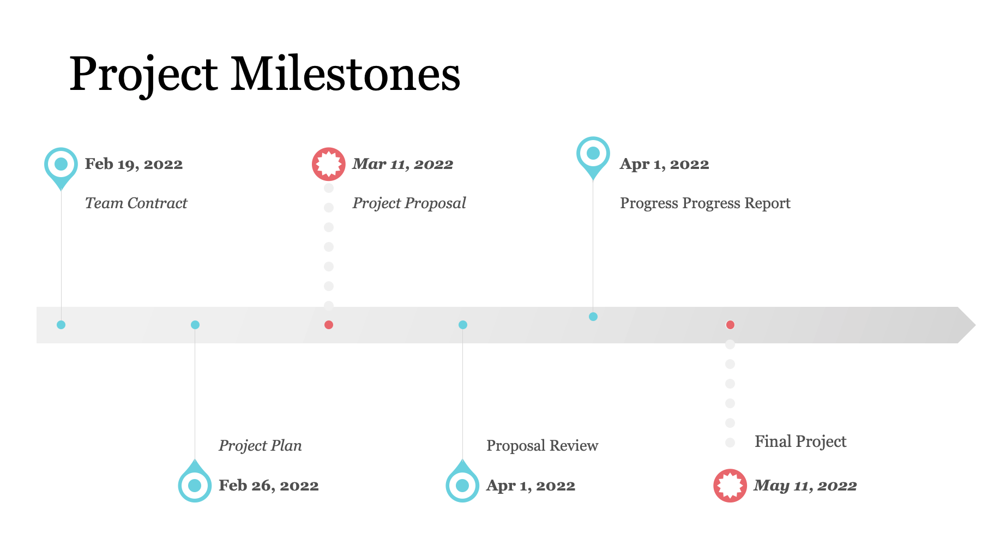 Project Milestones
Feb 19, 2022
Team Contract
Mar 11, 2022
Project Proposal
Apr 1, 2022
Progress Progress Report
Project Plan
Feb 26, 2022
Proposal Review
Apr 1, 2022
Final Project
May 11, 2022